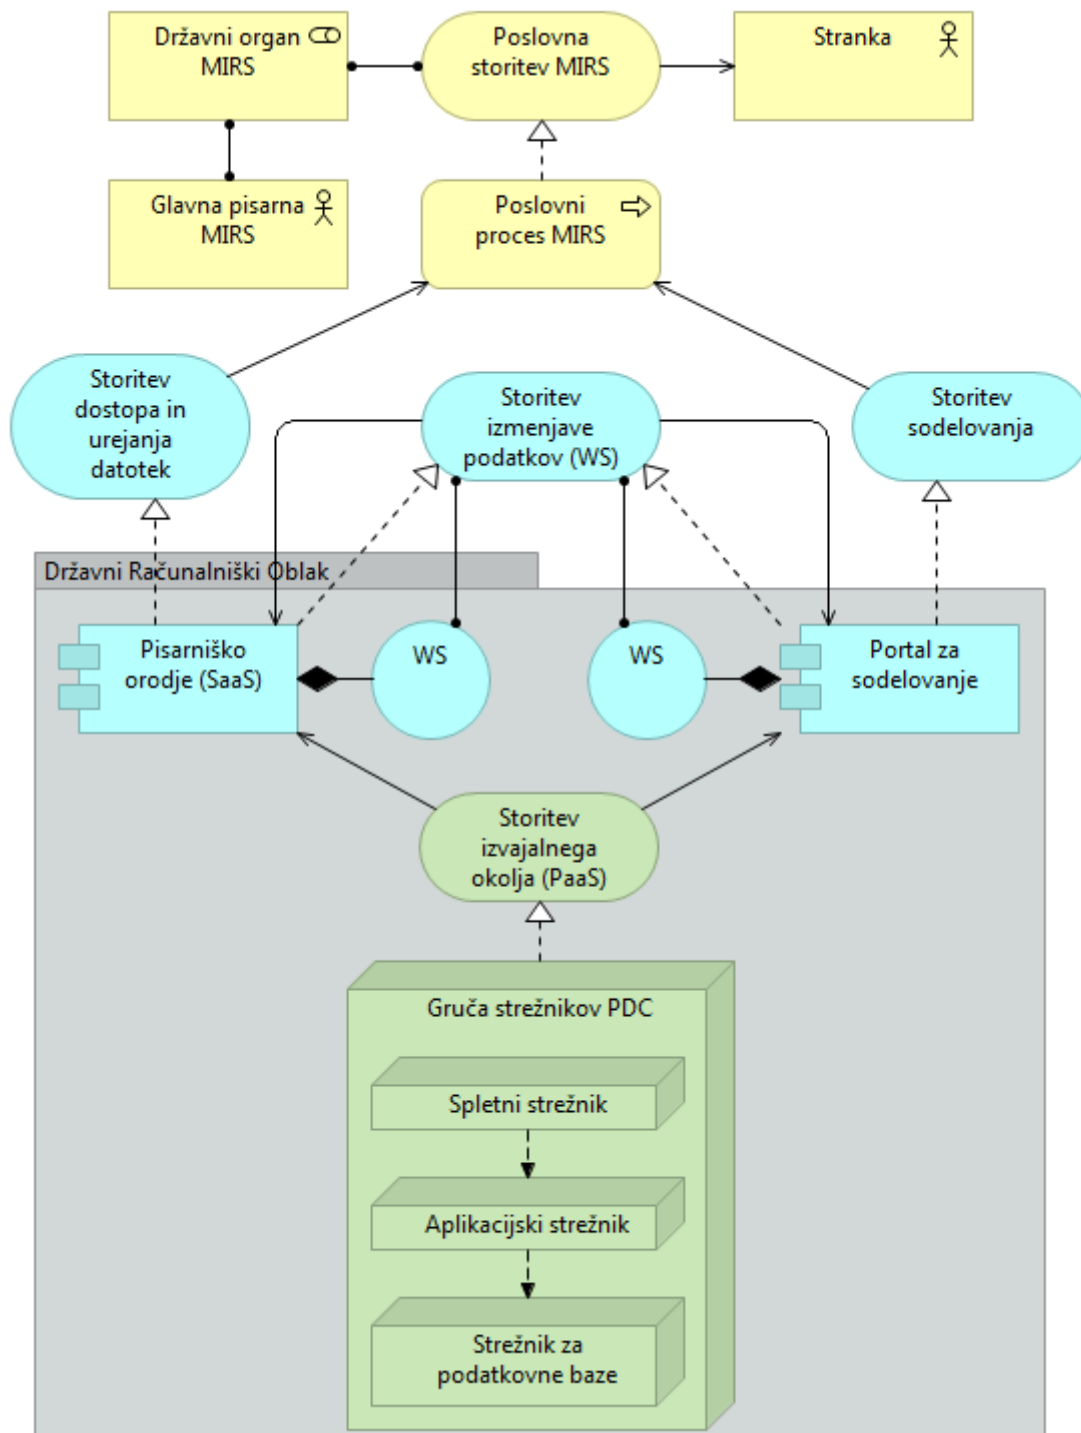 Državni organ
MIRS
Poslovna
storitev MIRS
Stranka
Glavna pisarna
MIRS
Poslovni
proces MIRS
Storitev
dostopa in
urejanja
datotek
Storitev
izmenjave
podatkov (WS)
Storitev
sodelovanja
Državni Računalniški Oblak
Pisarniško
orodje (SaaS)
WS
WS
Portal za
sodelovanje
Storitev
izvajalnega
okolja (PaaS)
Gruča strežnikov PDC
Spletni strežnik
Aplikacijski strežnik
Strežnik za
podatkovne baze